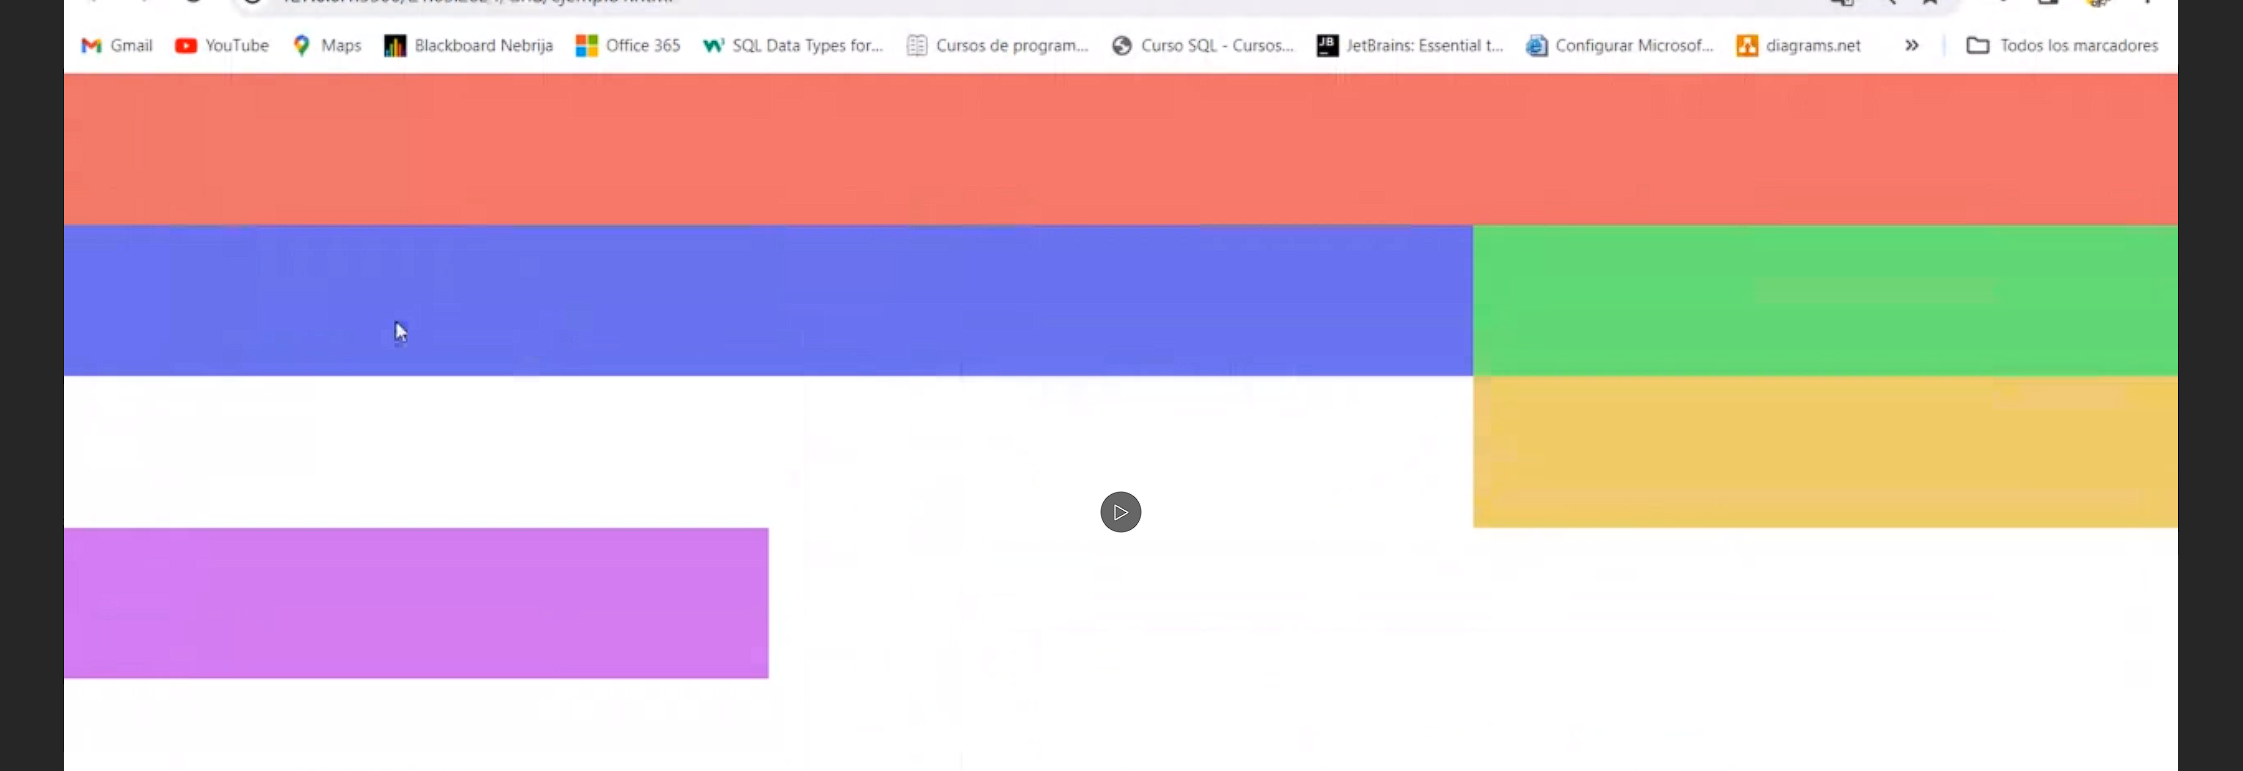 Gmail YouTube Maps Blackboard Nebrija Office 365 SQL Data Types for... Cursos de program... Curso SQL - Cursos... JetBrains: Essential t... Configurar Microsof... diagrams.net » Todos los marcadores